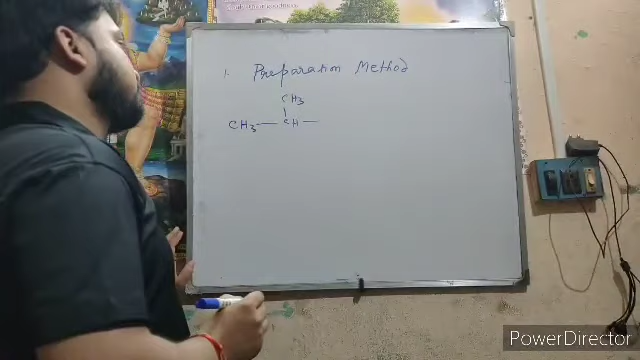 1. Preparation Method
CH3
CH3 — CH —
PowerDirector